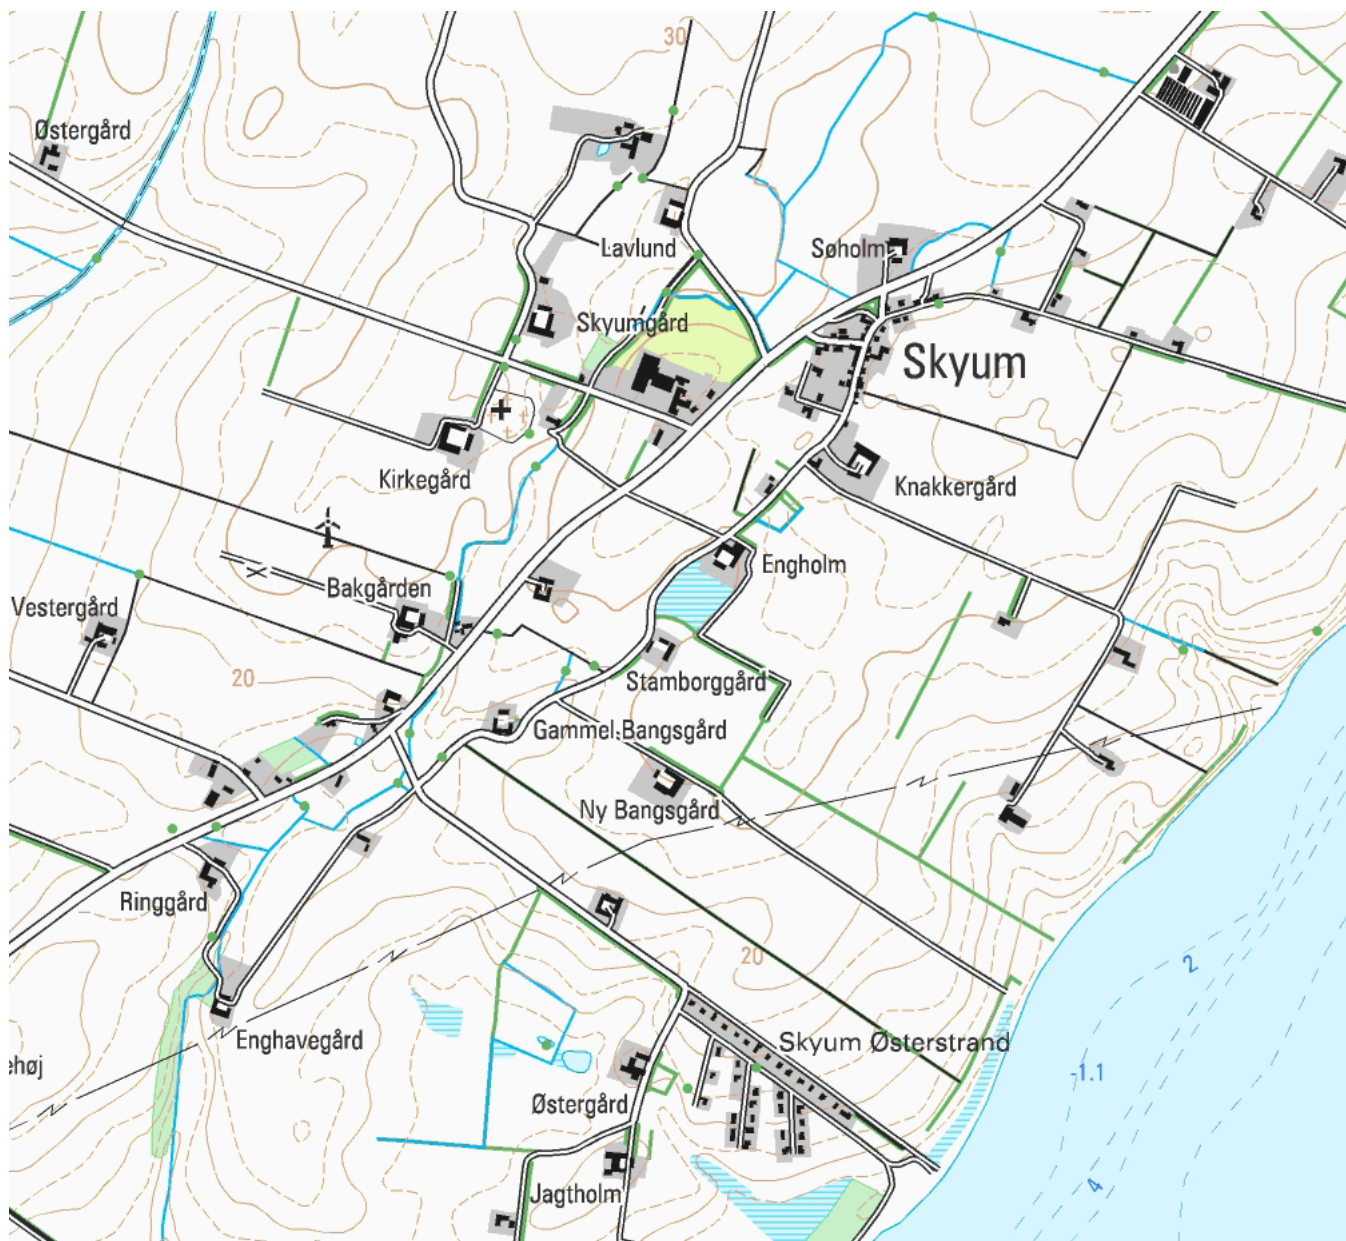 30
Østergård
Lavlund
Søholm
Skyumgård
Skyum
Kirkegård
Knakkergård
Engholm
Bakgården
Vestergård
20
Stamborggård
Gammel Bangsgård
Ny Bangsgård
Ringgård
20
2
Enghavegård
Skyum Østerstrand
ehøj
-1.1
Østergård
4
Jagtholm